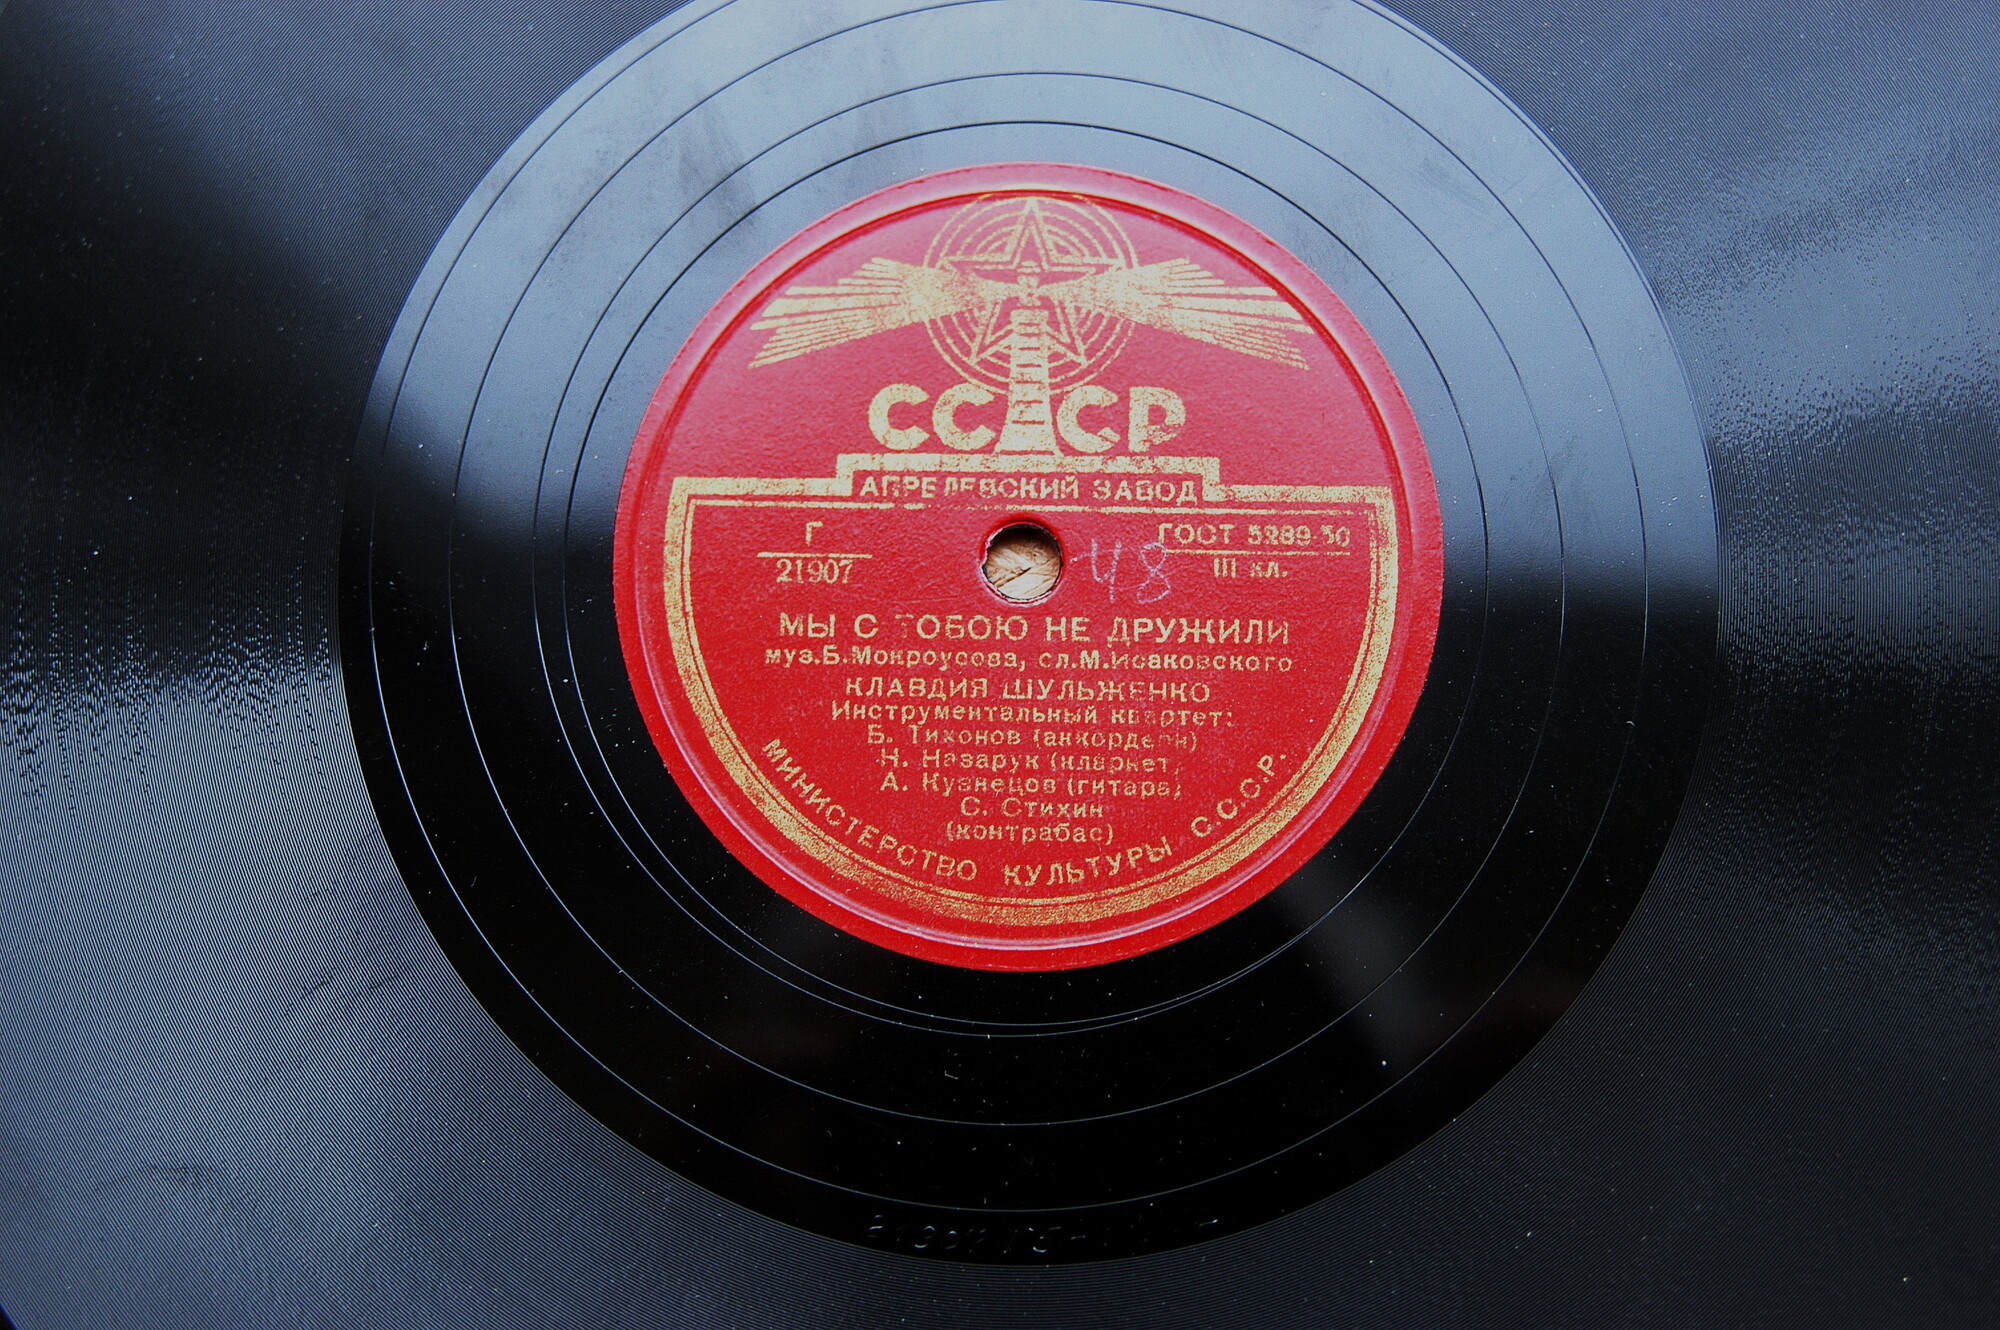 СССР
АПРЕЛЕВСКИЙ ЗАВОД
Г
21907
ГОСТ 5289-50
III кл.
48
МЫ С ТОБОЮ НЕ ДРУЖИЛИ
муз.Б.Мокроусова, сл.М.Исаковского
КЛАВДИЯ ШУЛЬЖЕНКО
Инструментальный квартет:
Б. Тихонов (аккордеон)
Н. Назарук (кларнет)
А. Кузнецов (гитара)
С. Стихин
(контрабас)
МИНИСТЕРСТВО КУЛЬТУРЫ С.С.С.Р.